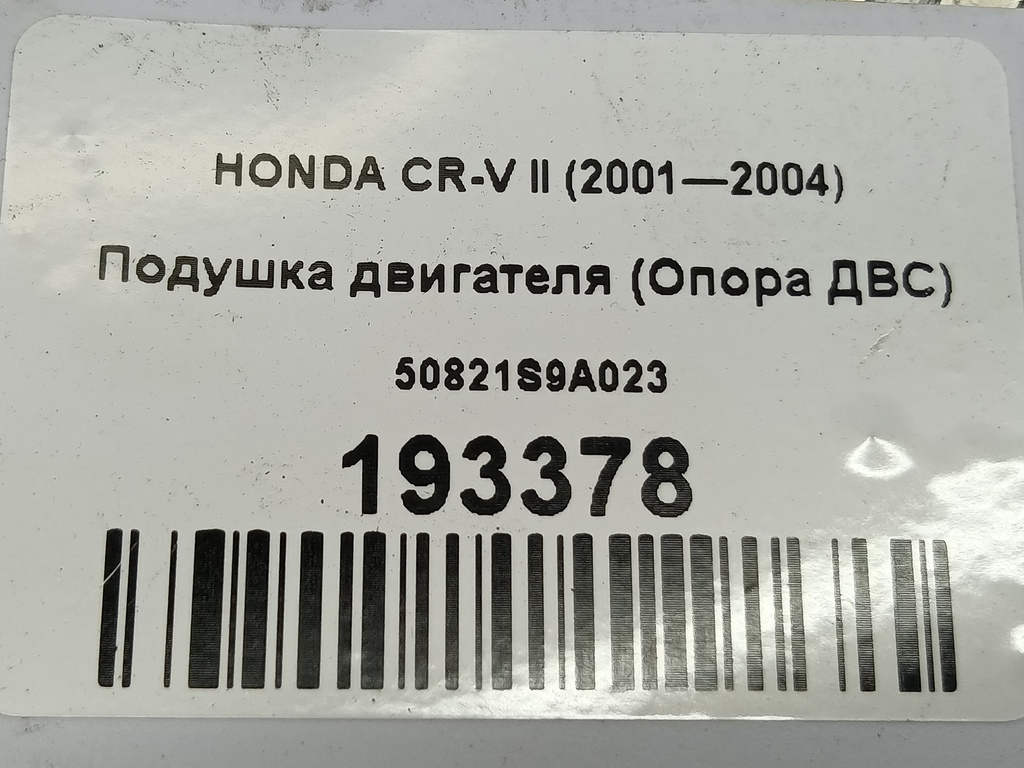 HONDA CR-V II (2001—2004)
Подушка двигателя (Опора ДВС)
50821S9A023
193378